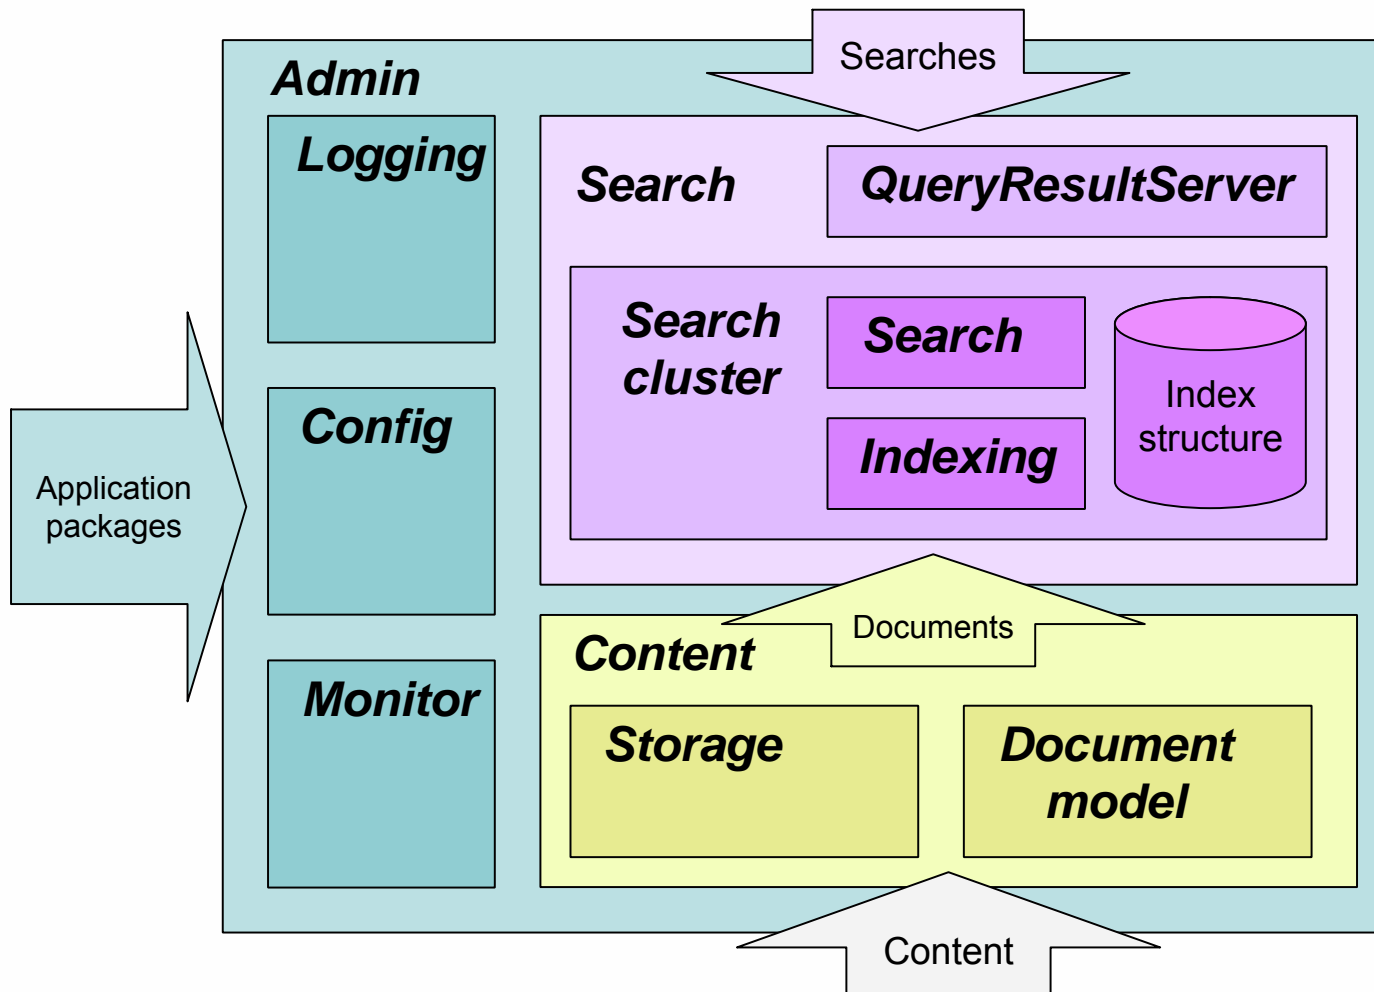 Searches
Admin
Logging
Search
QueryResultServer
Search
cluster
Search
Indexing
Index
structure
Config
Application
packages
Documents
Content
Monitor
Storage
Document
model
Content